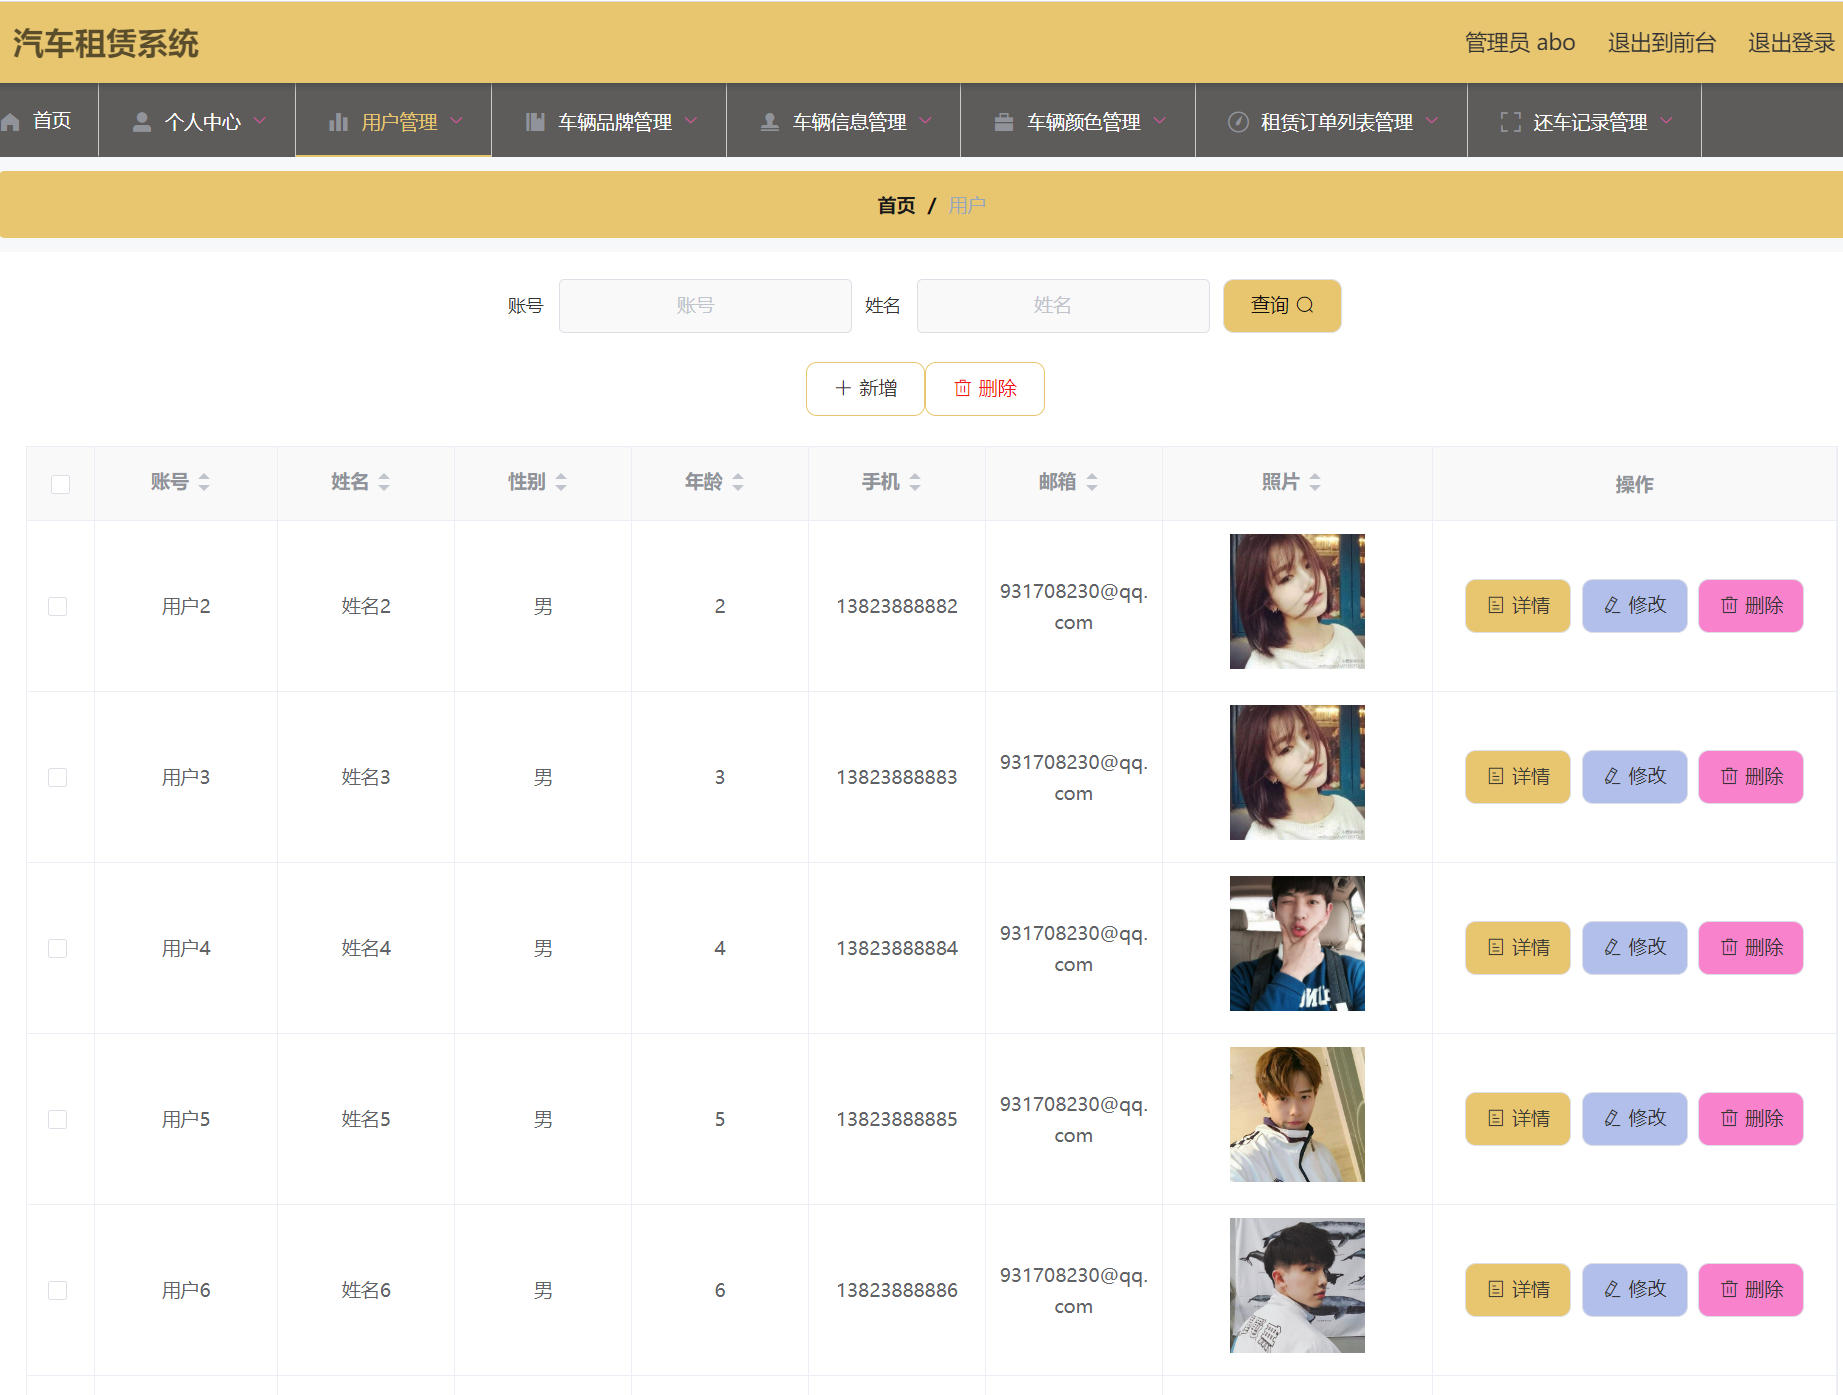 汽车租赁系统 管理员 abo 退出到前台 退出登录
首页 个人中心 用户管理 车辆品牌管理 车辆信息管理 车辆颜色管理 租赁订单列表管理 还车记录管理
首页 / 用户
账号 账号 姓名 姓名 查询
新增 删除
账号 姓名 性别 年龄 手机 邮箱 照片 操作
用户2 姓名2 男 2 13823888882 931708230@qq.
com 详情 修改 删除
用户3 姓名3 男 3 13823888883 931708230@qq.
com 详情 修改 删除
用户4 姓名4 男 4 13823888884 931708230@qq.
com 详情 修改 删除
用户5 姓名5 男 5 13823888885 931708230@qq.
com 详情 修改 删除
用户6 姓名6 男 6 13823888886 931708230@qq.
com 详情 修改 删除